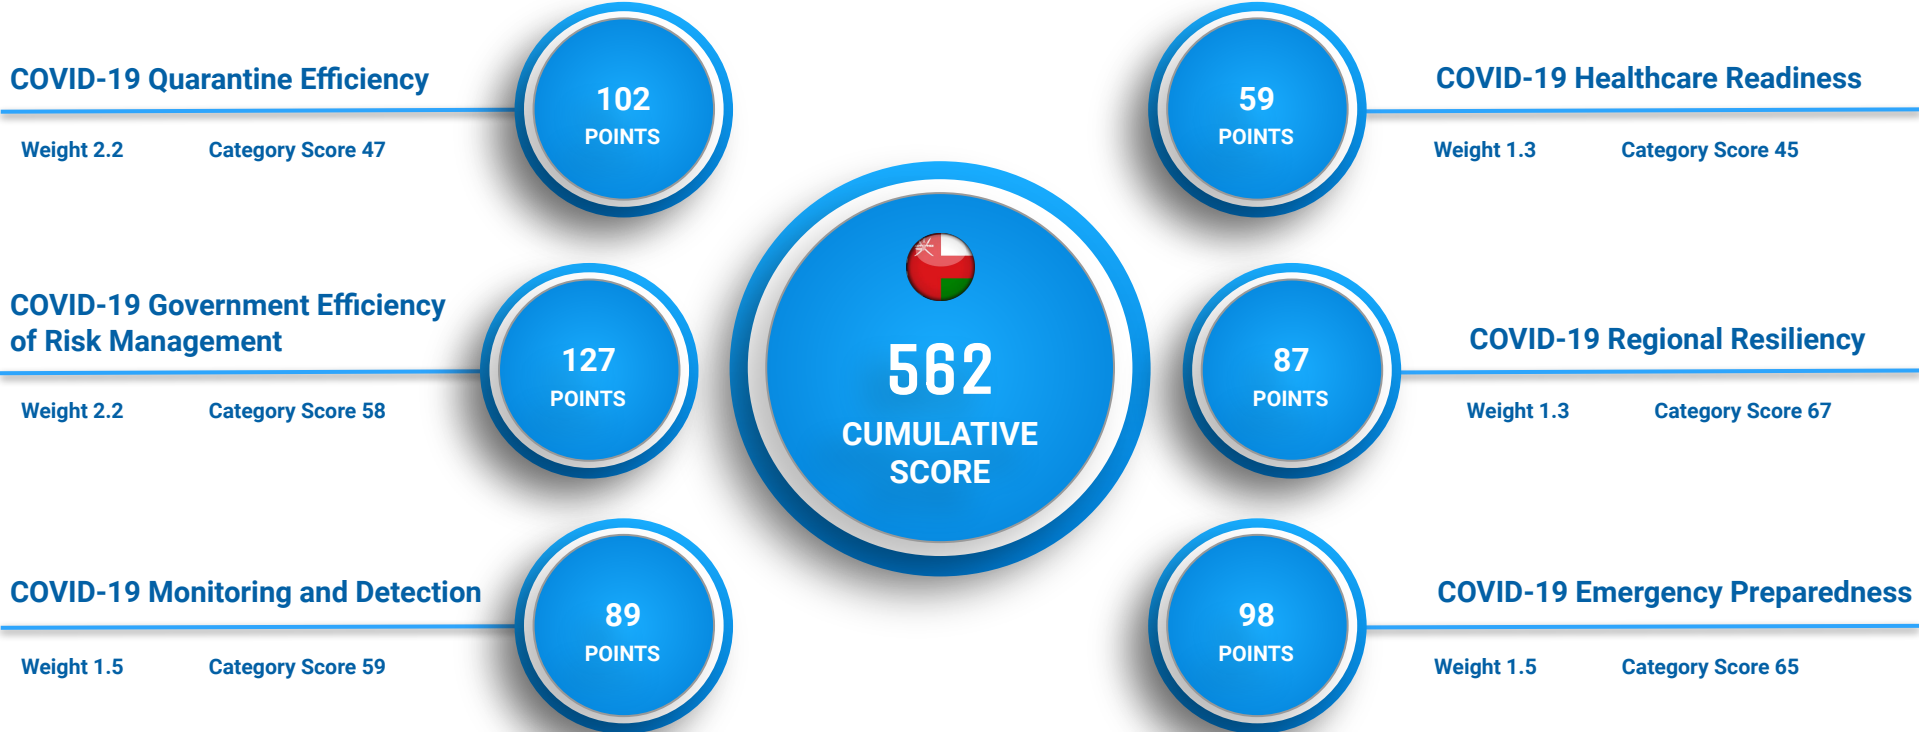 COVID-19 Quarantine Efficiency
Weight 2.2 Category Score 47
102
POINTS
COVID-19 Government Efficiency
of Risk Management
Weight 2.2 Category Score 58
127
POINTS
COVID-19 Monitoring and Detection
Weight 1.5 Category Score 59
89
POINTS
562
CUMULATIVE
SCORE
59
POINTS
COVID-19 Healthcare Readiness
Weight 1.3 Category Score 45
87
POINTS
COVID-19 Regional Resiliency
Weight 1.3 Category Score 67
98
POINTS
COVID-19 Emergency Preparedness
Weight 1.5 Category Score 65